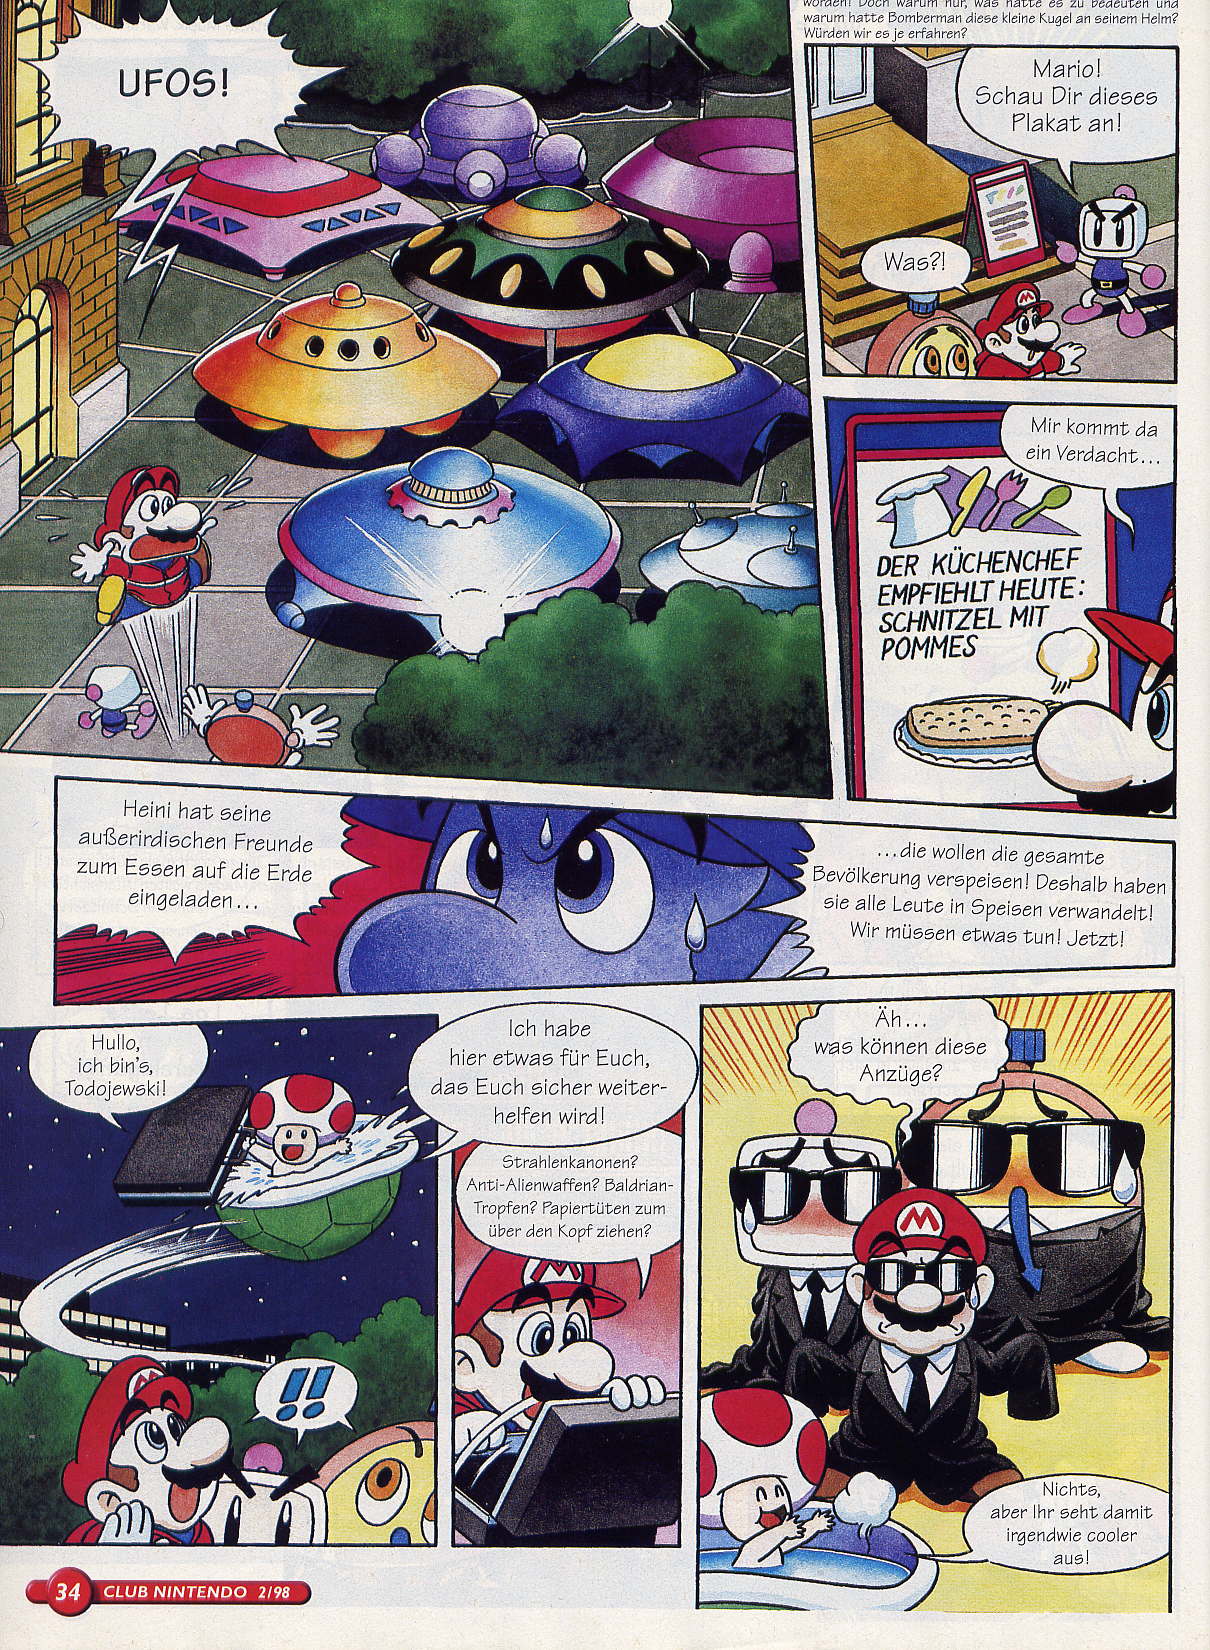 UFOS!
worden! Doch warum nur, was hatte es zu bedeuten und
warum hatte Bomberman diese kleine Kugel an seinem Helm?
Würden wir es je erfahren?
Mario!
Schau Dir dieses
Plakat an!
Was?!
Mir kommt da
ein Verdacht...
DER KÜCHENCHEF
EMPFIEHLT HEUTE:
SCHNITZEL MIT
POMMES
Heini hat seine
außerirdischen Freunde
zum Essen auf die Erde
eingeladen...
...die wollen die gesamte
Bevölkerung verspeisen! Deshalb haben
sie alle Leute in Speisen verwandelt!
Wir müssen etwas tun! Jetzt!
Hullo,
ich bin's,
Todojewski!
Ich habe
hier etwas für Euch,
das Euch sicher weiter-
helfen wird!
!!
Strahlenkanonen?
Anti-Alienwaffen? Baldrian-
Tropfen? Papiertüten zum
über den Kopf ziehen?
M
Äh...
was können diese
Anzüge?
M
Nichts,
aber Ihr seht damit
irgendwie cooler
aus!
34 CLUB NINTENDO 2/98